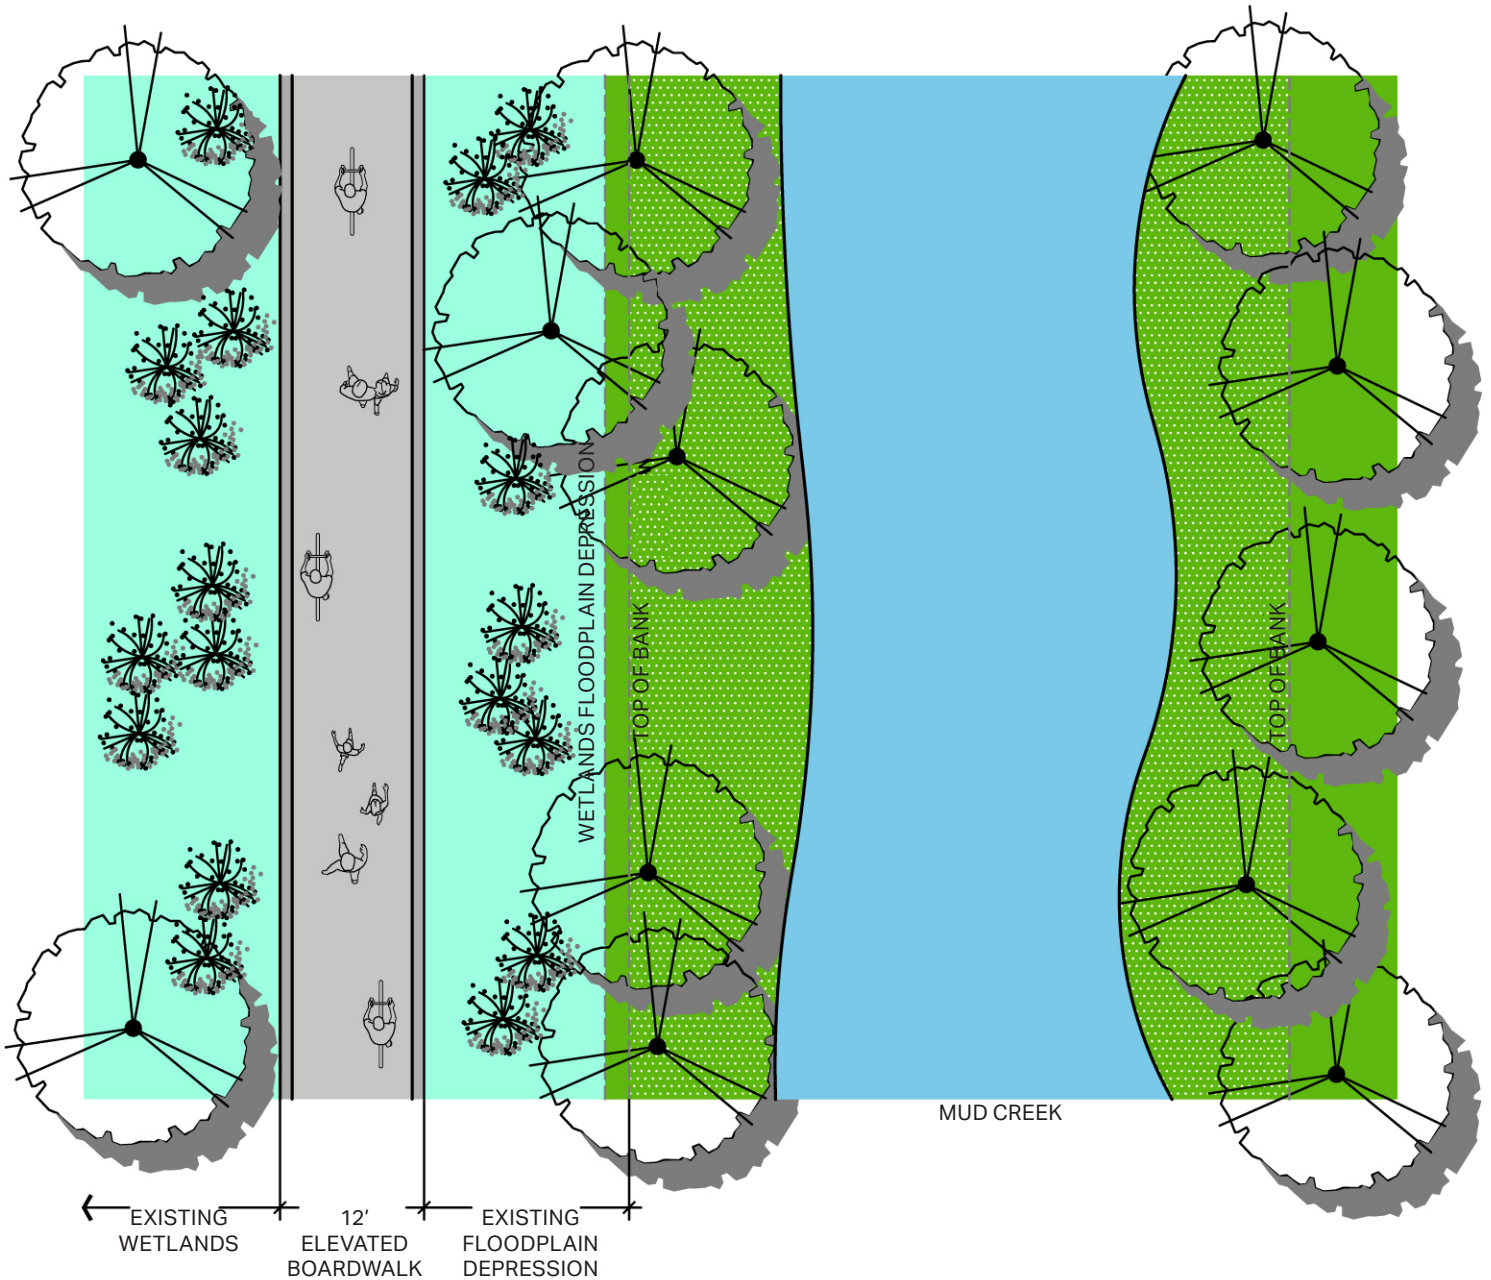 WETLANDS FLOODPLAIN DEPRESSION
TOP OF BANK
TOP OF BANK
MUD CREEK
EXISTING
WETLANDS
12'
ELEVATED
BOARDWALK
EXISTING
FLOODPLAIN
DEPRESSION